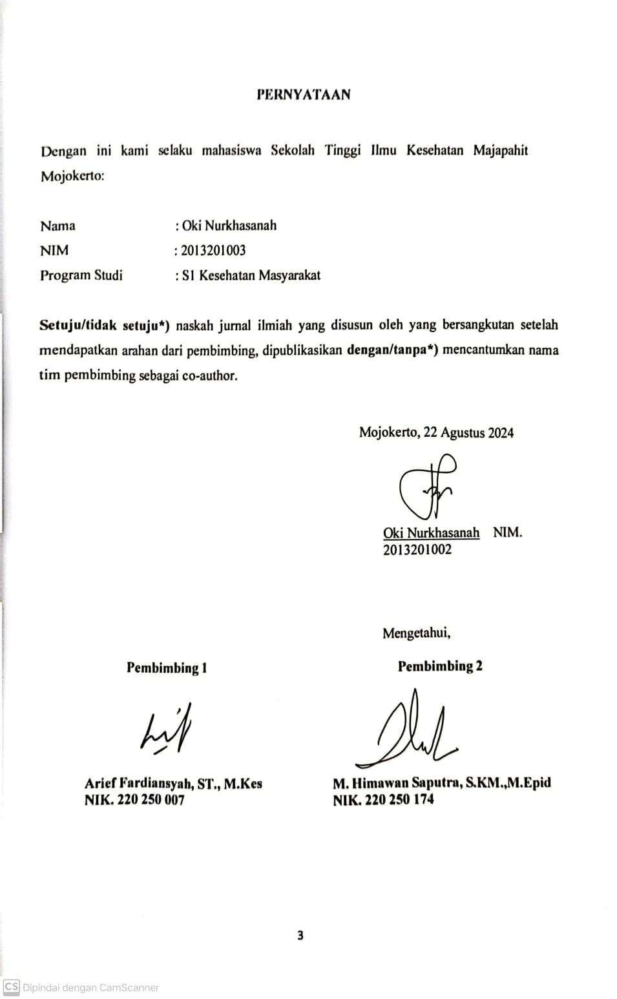 PERNYATAAN
Dengan ini kami selaku mahasiswa Sekolah Tinggi Ilmu Kesehatan Majapahit
Mojokerto:
Nama : Oki Nurkhasanah
NIM : 2013201003
Program Studi : S1 Kesehatan Masyarakat
Setuju/tidak setuju*) naskah jurnal ilmiah yang disusun oleh yang bersangkutan setelah
mendapatkan arahan dari pembimbing, dipublikasikan dengan/tanpa*) mencantumkan nama
tim pembimbing sebagai co-author.
Mojokerto, 22 Agustus 2024
Oki Nurkhasanah NIM.
2013201002
Mengetahui,
Pembimbing 1 Pembimbing 2
Arief Fardiansyah, ST., M.Kes M. Himawan Saputra, S.KM.,M.Epid
NIK. 220 250 007 NIK. 220 250 174
3
CS Dipindai dengan CamScanner